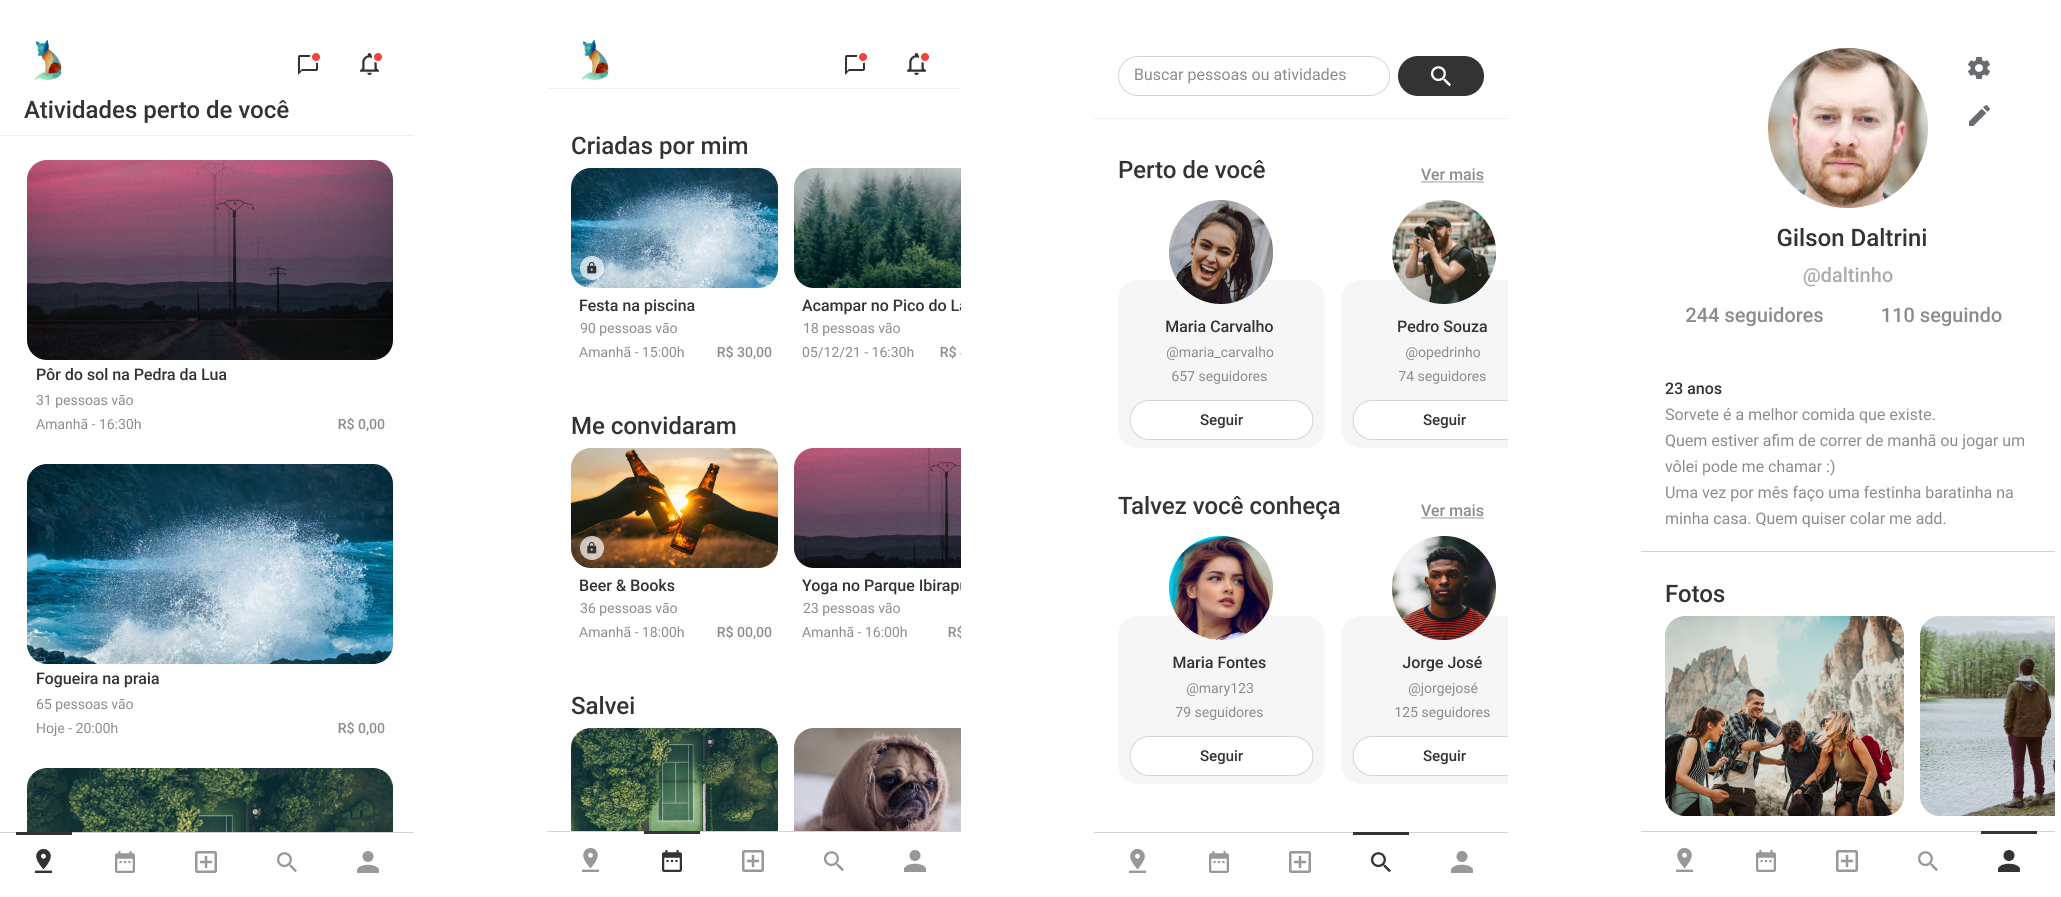 Atividades perto de você
Pôr do sol na Pedra da Lua
31 pessoas vão
Amanhã - 16:30h R$ 0,00
Fogueira na praia
65 pessoas vão
Hoje - 20:00h R$ 0,00
Criadas por mim
Festa na piscina
90 pessoas vão
Amanhã - 15:00h R$ 30,00
Acampar no Pico do La
18 pessoas vão
05/12/21 - 16:30h R$
Me convidaram
Beer & Books
36 pessoas vão
Amanhã - 18:00h R$ 00,00
Yoga no Parque Ibirapu
23 pessoas vão
Amanhã - 16:00h R$
Salvei
Buscar pessoas ou atividades
Perto de você Ver mais
Maria Carvalho
@maria_carvalho
657 seguidores
Seguir
Pedro Souza
@opedrinho
74 seguidores
Seguir
Talvez você conheça Ver mais
Maria Fontes
@mary123
79 seguidores
Seguir
Jorge José
@jorgejosé
125 seguidores
Seguir
Gilson Daltrini
@daltinho
244 seguidores 110 seguindo
23 anos
Sorvete é a melhor comida que existe.
Quem estiver afim de correr de manhã ou jogar um
vôlei pode me chamar :)
Uma vez por mês faço uma festinha baratinha na
minha casa. Quem quiser colar me add.
Fotos